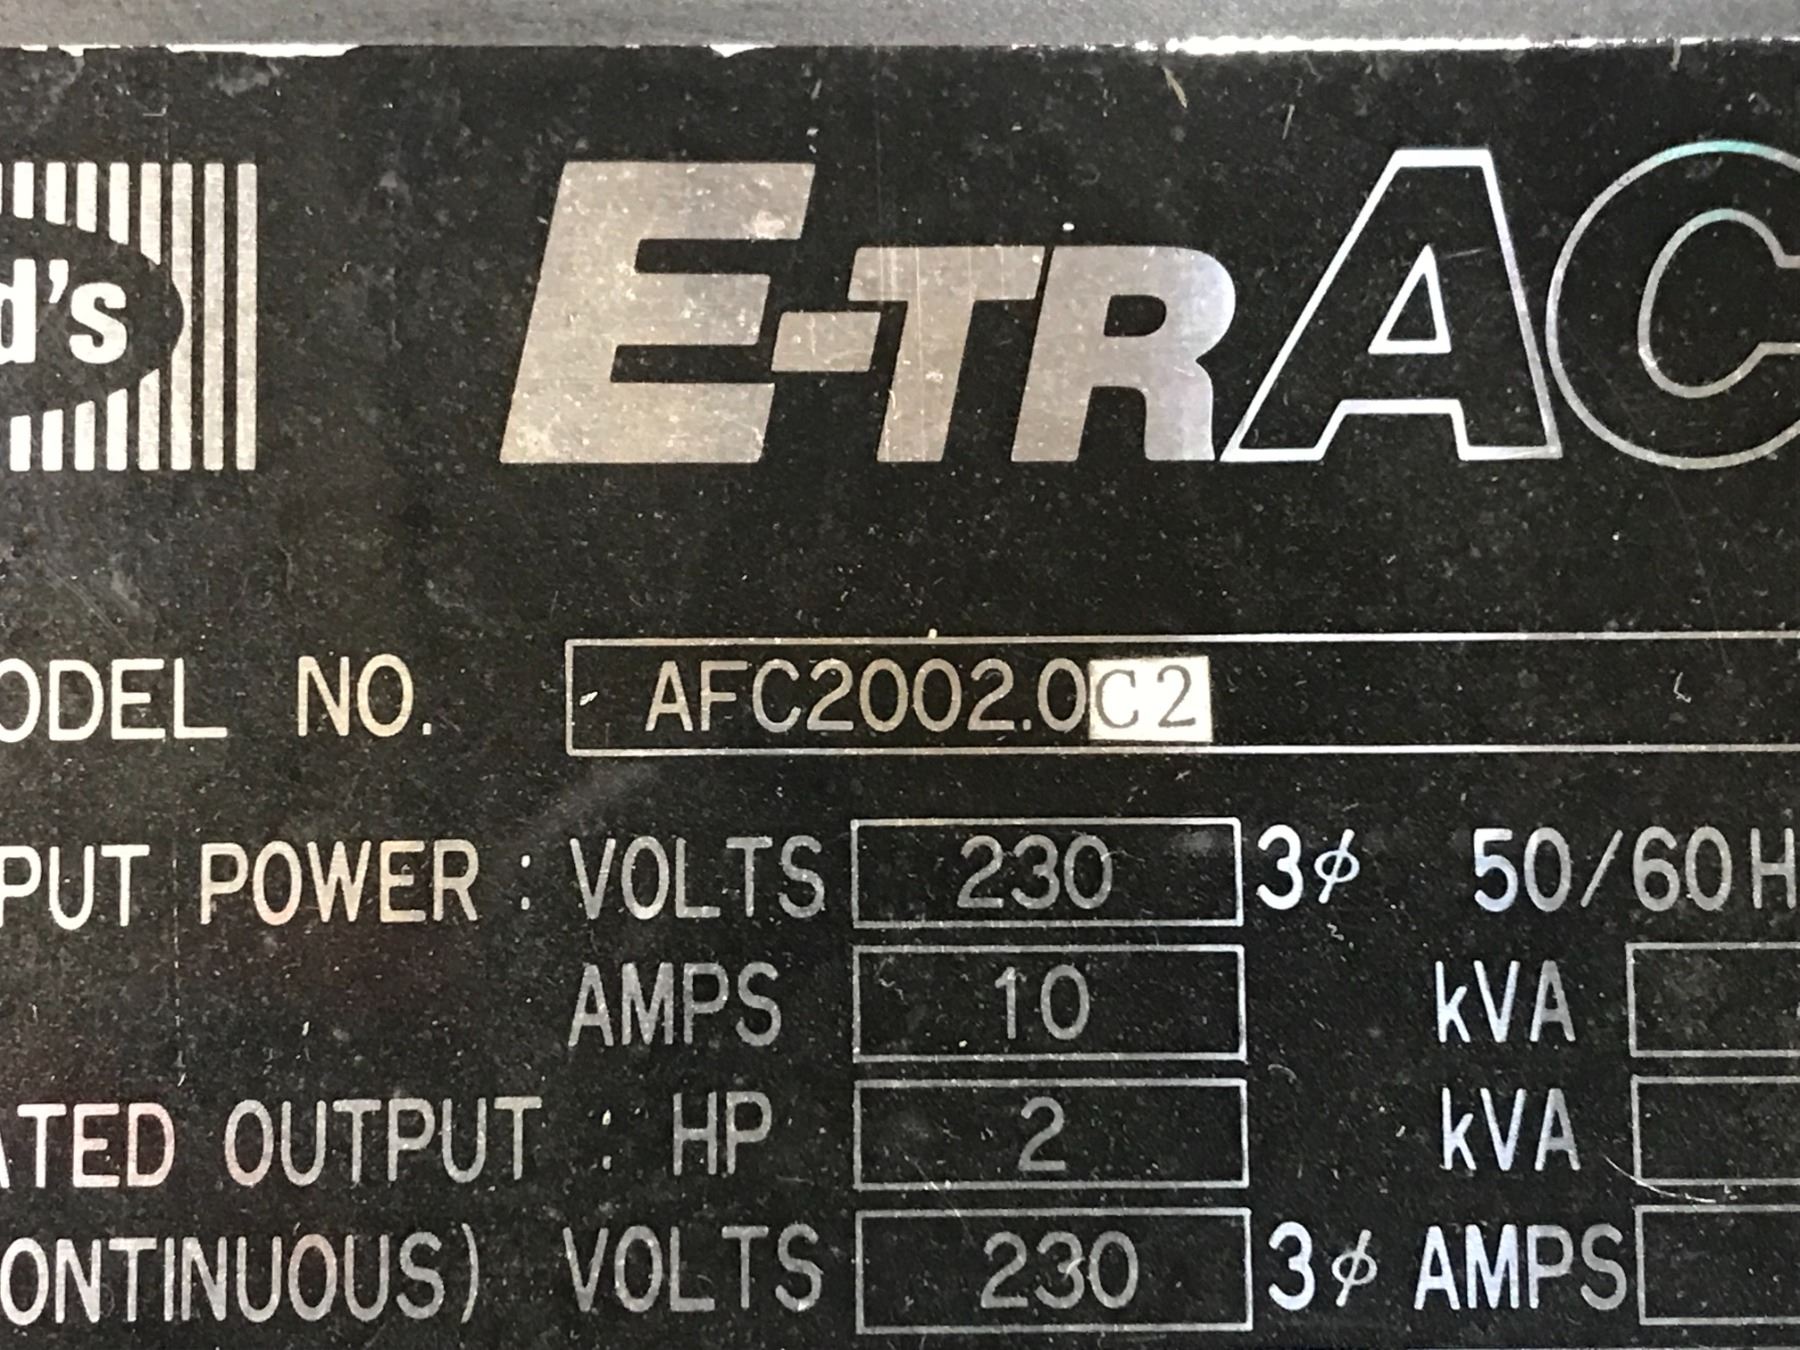 d's
E-TRAC
ODEL NO. AFC2002.0C2
PUT POWER : VOLTS 230 3ϕ 50/60 H
AMPS 10 kVA
ATED OUTPUT : HP 2 kVA
ONTINUOUS) VOLTS 230 3ϕ AMPS